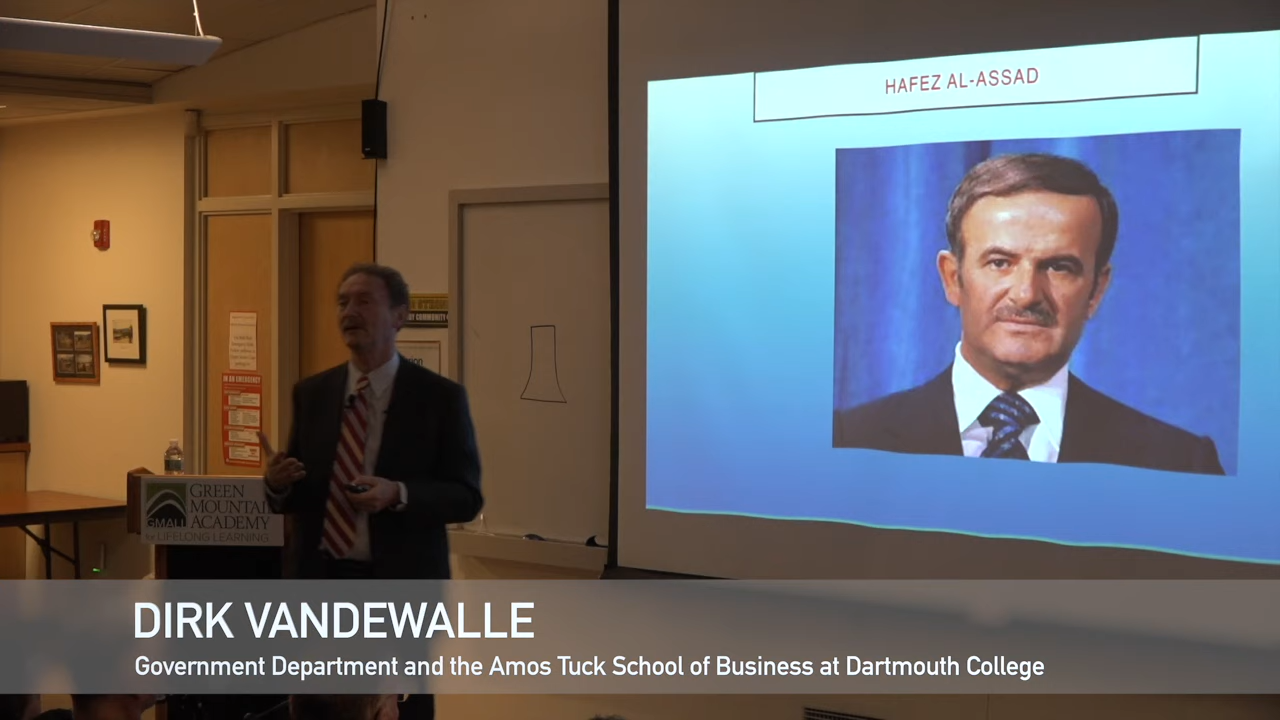 HAFEZ AL-ASSAD
IN AN EMERGENCY
GREEN
MOUNTAIN
ACADEMY
GMALL
for LIFELONG LEARNING
DIRK VANDEWALLE
Government Department and the Amos Tuck School of Business at Dartmouth College